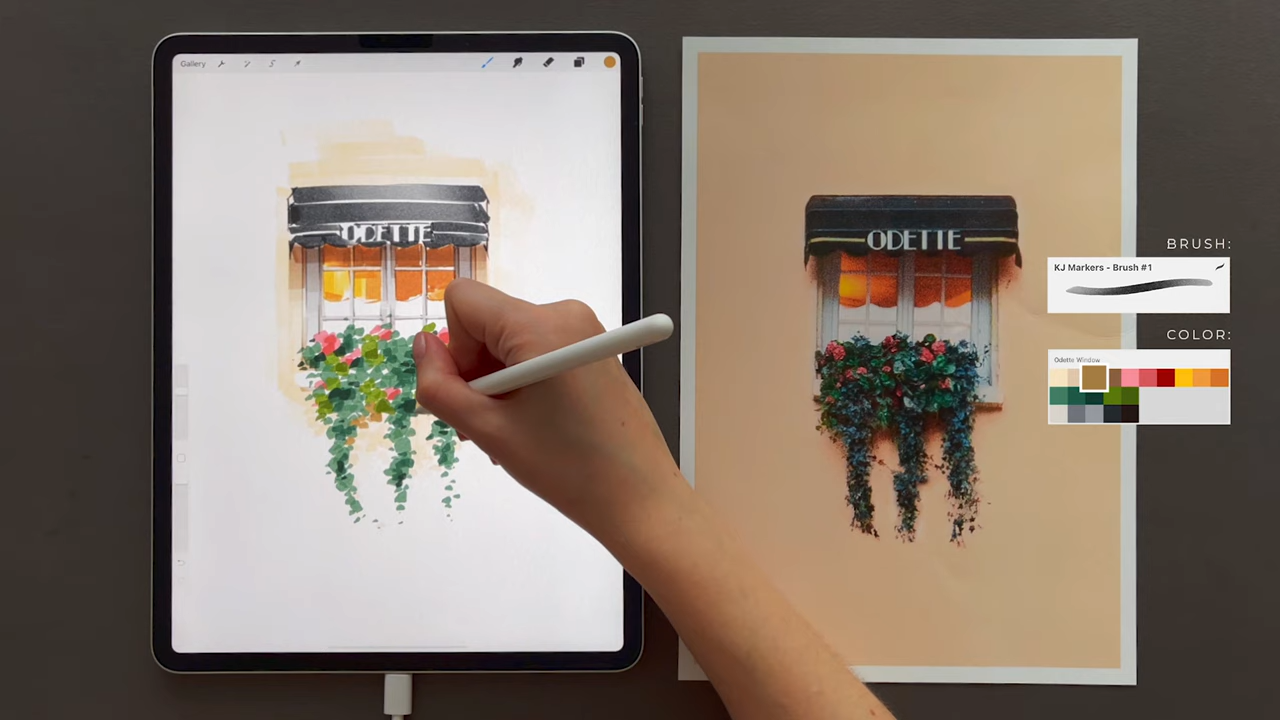 Gallery
ODETTE
ODETTE
BRUSH:
KJ Markers - Brush #1
COLOR:
Odette Window